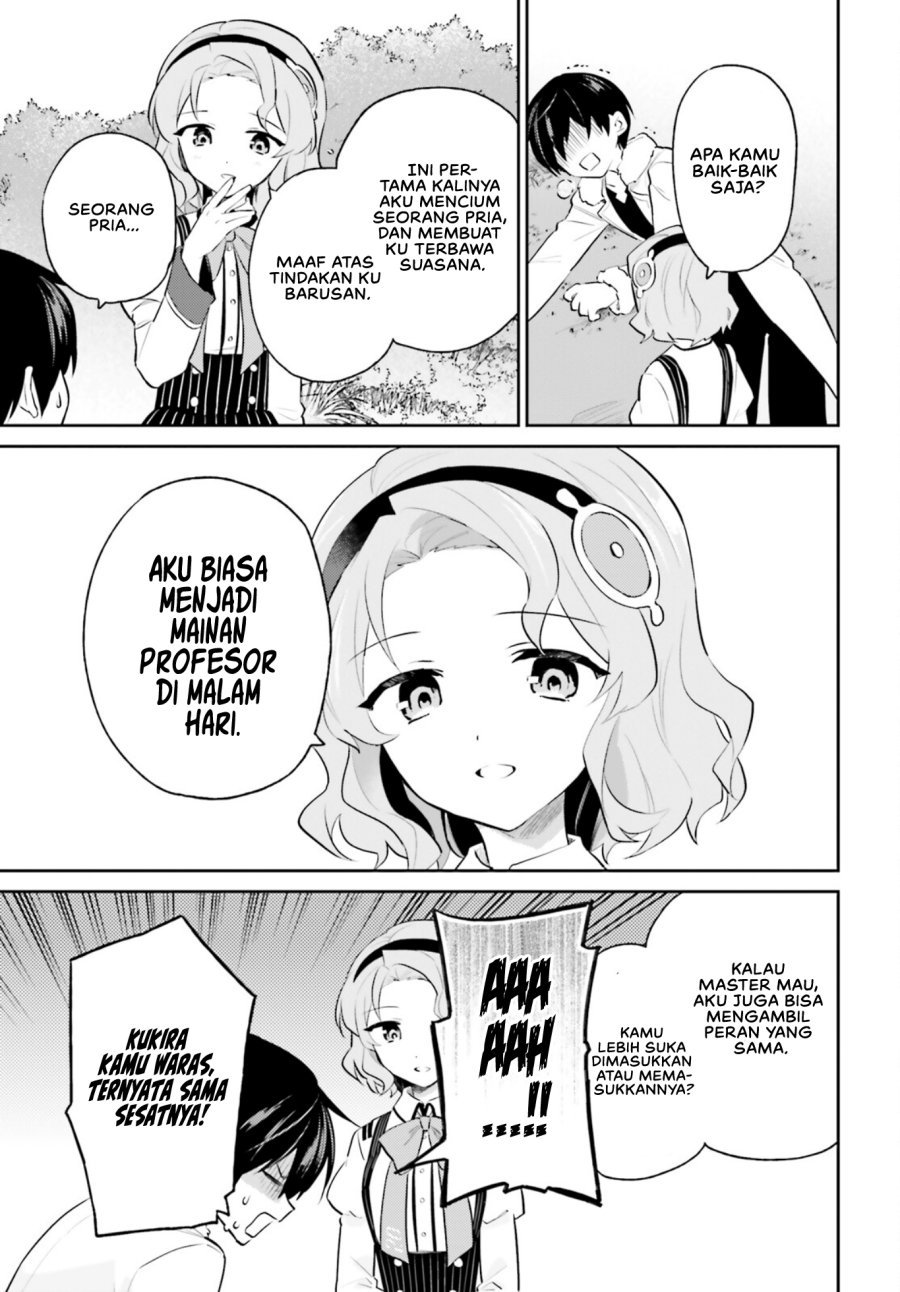 APA KAMU
BAIK-BAIK
SAJA?
INI PER-
TAMA KALINYA
AKU MENCIUM
SEORANG PRIA,
DAN MEMBUAT
KU TERBAWA
SUASANA.
MAAF ATAS
TINDAKAN KU
BARUSAN.
SEORANG
PRIA...
AKU BIASA
MENJADI
MAINAN
PROFESOR
DI MALAM
HARI.
KALAU
MASTER MAU,
AKU JUGA BISA
MENGAMBIL
PERAN YANG
SAMA.
KAMU
LEBIH SUKA
DIMASUKKAN
ATAU MEMA-
SUKKANNYA?
AAA
AAH
.....!!
KUKIRA
KAMU WARAS,
TERNYATA SAMA
SESATNYA!